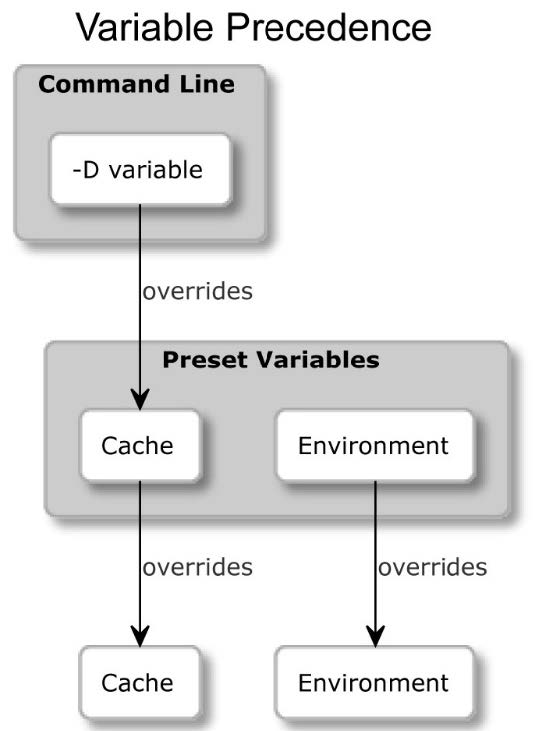 Variable Precedence
Command Line
-D variable
overrides
Preset Variables
Cache
Environment
overrides
overrides
Cache
Environment